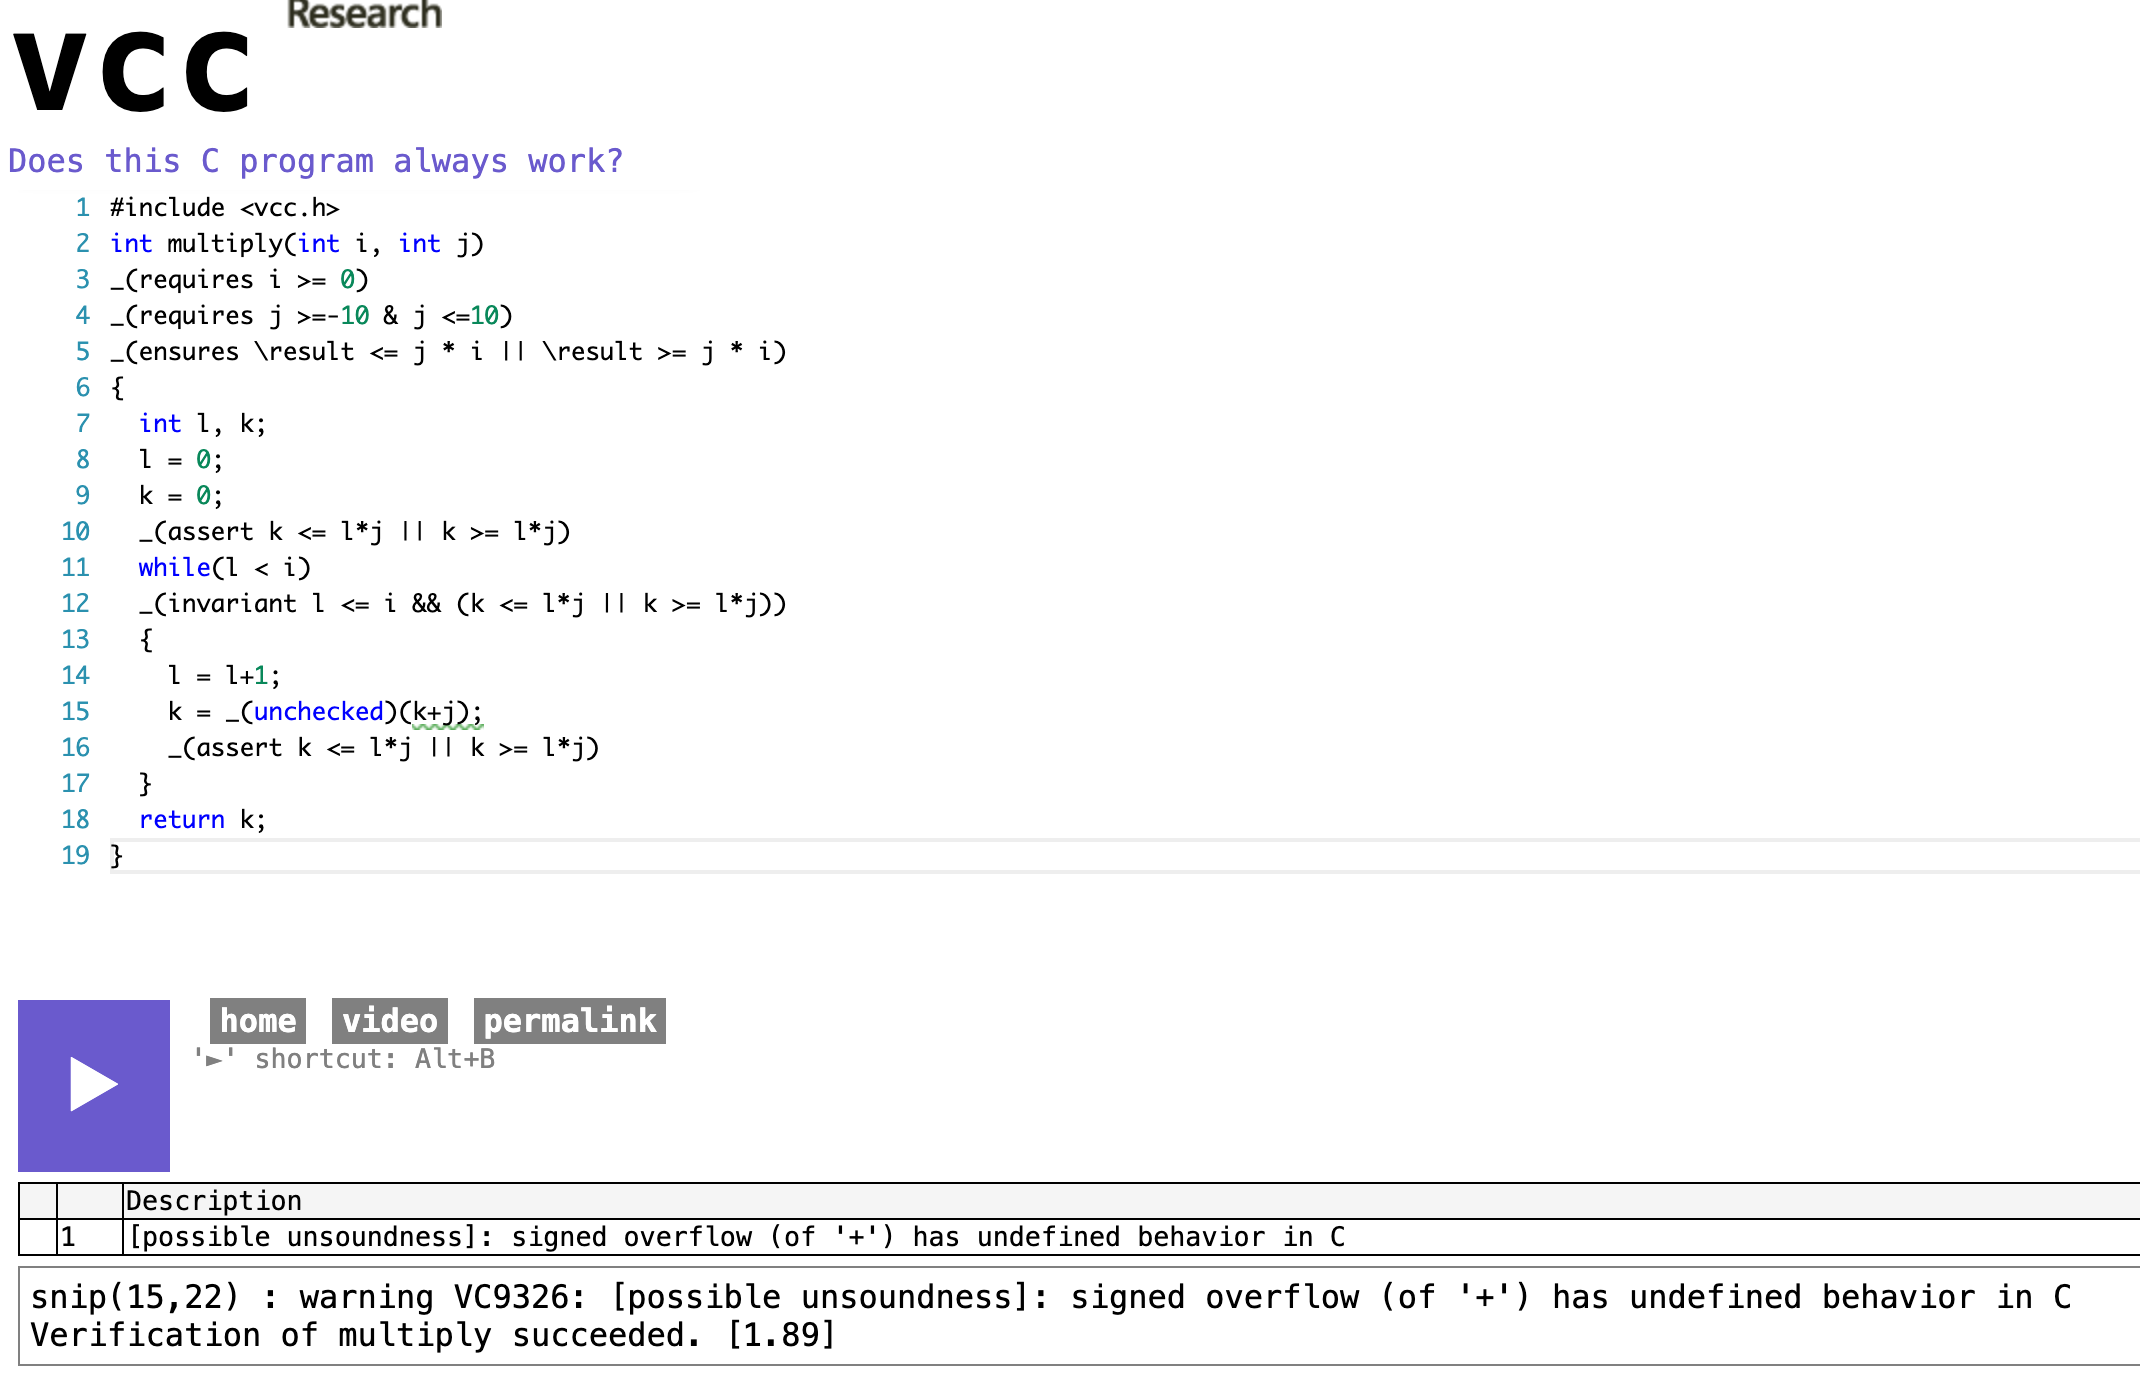 Research
vcc
Does this C program always work?
1 #include <vcc.h>
2 int multiply(int i, int j)
3 _(requires i >= 0)
4 _(requires j >=-10 & j <=10)
5 _(ensures \result <= j * i || \result >= j * i)
6 {
7   int l, k;
8   l = 0;
9   k = 0;
10   _(assert k <= l*j || k >= l*j)
11   while(l < i)
12   _(invariant l <= i && (k <= l*j || k >= l*j))
13   {
14     l = l+1;
15     k = _(unchecked)(k+j);
16     _(assert k <= l*j || k >= l*j)
17   }
18   return k;
19 }
home video permalink
'►' shortcut: Alt+B
Description
1 [possible unsoundness]: signed overflow (of '+') has undefined behavior in C
snip(15,22) : warning VC9326: [possible unsoundness]: signed overflow (of '+') has undefined behavior in C
Verification of multiply succeeded. [1.89]